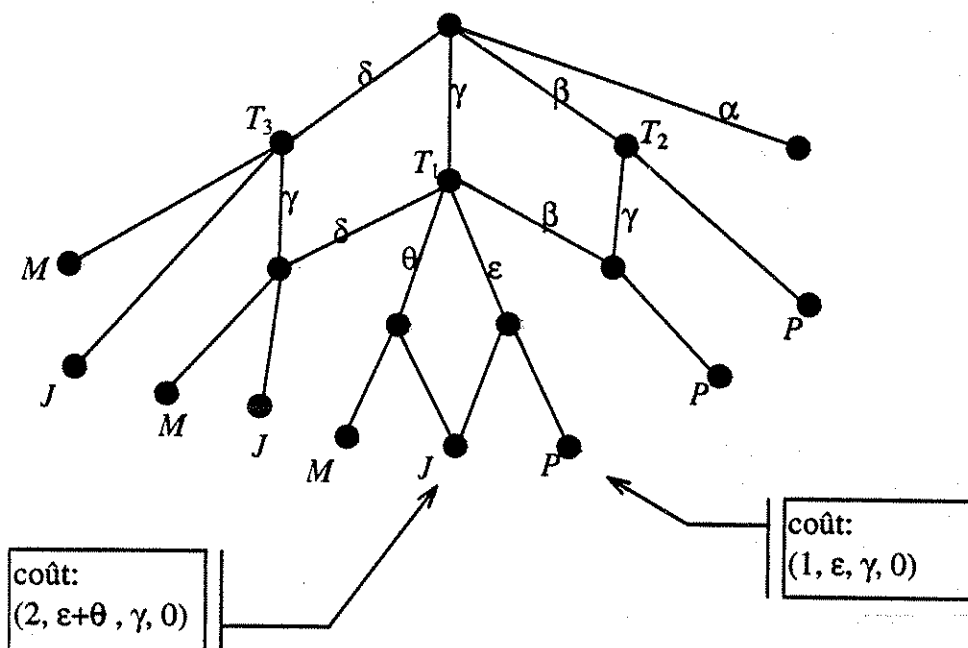 δ
γ
β
α
T₃
T₁
T₂
γ
δ
θ
ε
β
γ
M
J
M
J
M
J
P
P
P
coût:
(1, ε, γ, 0)
coût:
(2, ε+θ , γ, 0)